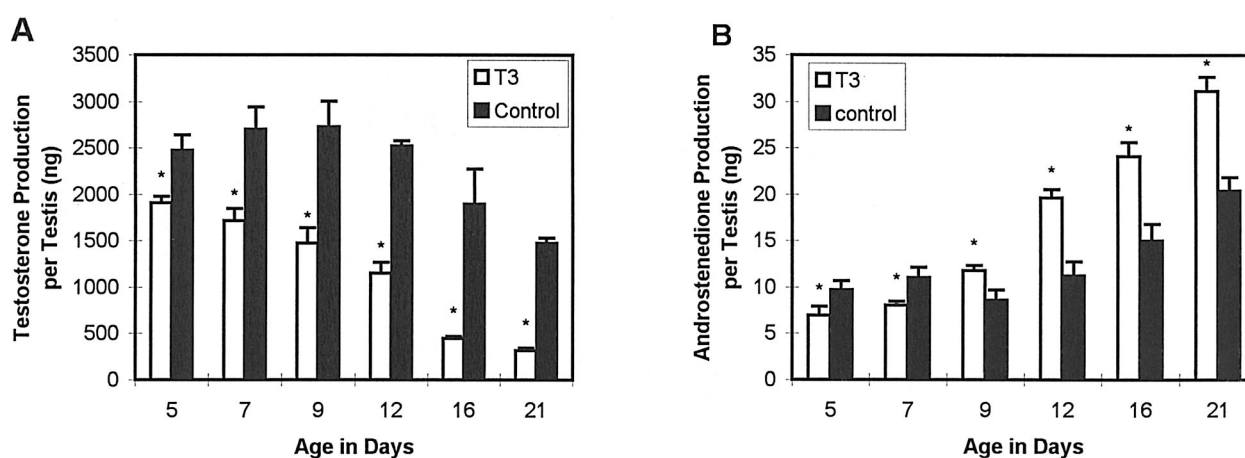 A
Testosterone Production
per Testis (ng)
3500
3000
2500
2000
1500
1000
500
0
T3
Control
*
*
*
*
*
*
5 7 9 12 16 21
Age in Days
B
Androstenedione Production
per Testis (ng)
35
30
25
20
15
10
5
0
T3
control
*
*
*
*
*
*
5 7 9 12 16 21
Age in Days